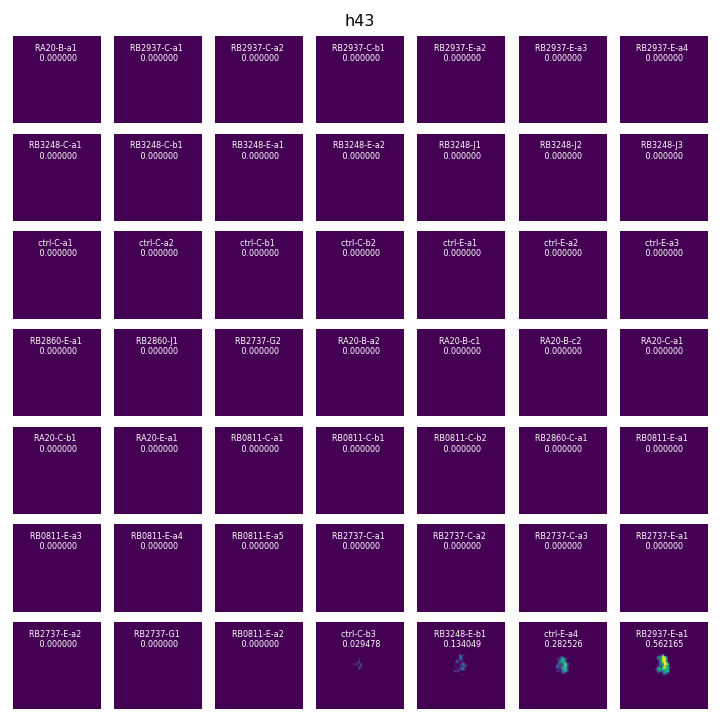 h43
RA20-B-a1
0.000000
RB2937-C-a1
0.000000
RB2937-C-a2
0.000000
RB2937-C-b1
0.000000
RB2937-E-a2
0.000000
RB2937-E-a3
0.000000
RB2937-E-a4
0.000000
RB3248-C-a1
0.000000
RB3248-C-b1
0.000000
RB3248-E-a1
0.000000
RB3248-E-a2
0.000000
RB3248-J1
0.000000
RB3248-J2
0.000000
RB3248-J3
0.000000
ctrl-C-a1
0.000000
ctrl-C-a2
0.000000
ctrl-C-b1
0.000000
ctrl-C-b2
0.000000
ctrl-E-a1
0.000000
ctrl-E-a2
0.000000
ctrl-E-a3
0.000000
RB2860-E-a1
0.000000
RB2860-J1
0.000000
RB2737-G2
0.000000
RA20-B-a2
0.000000
RA20-B-c1
0.000000
RA20-B-c2
0.000000
RA20-C-a1
0.000000
RA20-C-b1
0.000000
RA20-E-a1
0.000000
RB0811-C-a1
0.000000
RB0811-C-b1
0.000000
RB0811-C-b2
0.000000
RB2860-C-a1
0.000000
RB0811-E-a1
0.000000
RB0811-E-a3
0.000000
RB0811-E-a4
0.000000
RB0811-E-a5
0.000000
RB2737-C-a1
0.000000
RB2737-C-a2
0.000000
RB2737-C-a3
0.000000
RB2737-E-a1
0.000000
RB2737-E-a2
0.000000
RB2737-G1
0.000000
RB0811-E-a2
0.000000
ctrl-C-b3
0.029478
RB3248-E-b1
0.134049
ctrl-E-a4
0.282526
RB2937-E-a1
0.562165